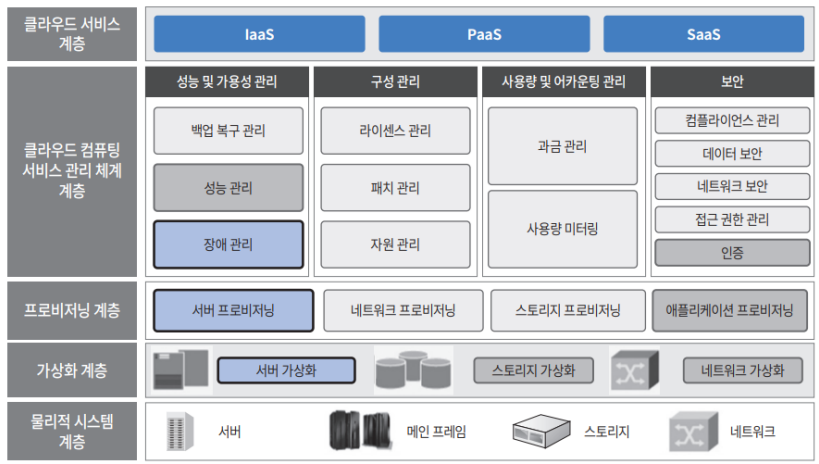 클라우드 서비스
계층
IaaS
PaaS
SaaS
클라우드 컴퓨팅
서비스 관리 체계
계층
성능 및 가용성 관리
백업 복구 관리
성능 관리
장애 관리
구성 관리
라이센스 관리
패치 관리
자원 관리
사용량 및 어카운팅 관리
과금 관리
사용량 미터링
보안
컴플라이언스 관리
데이터 보안
네트워크 보안
접근 권한 관리
인증
프로비저닝 계층
서버 프로비저닝
네트워크 프로비저닝
스토리지 프로비저닝
애플리케이션 프로비저닝
가상화 계층
서버 가상화
스토리지 가상화
네트워크 가상화
물리적 시스템
계층
서버
메인 프레임
스토리지
네트워크